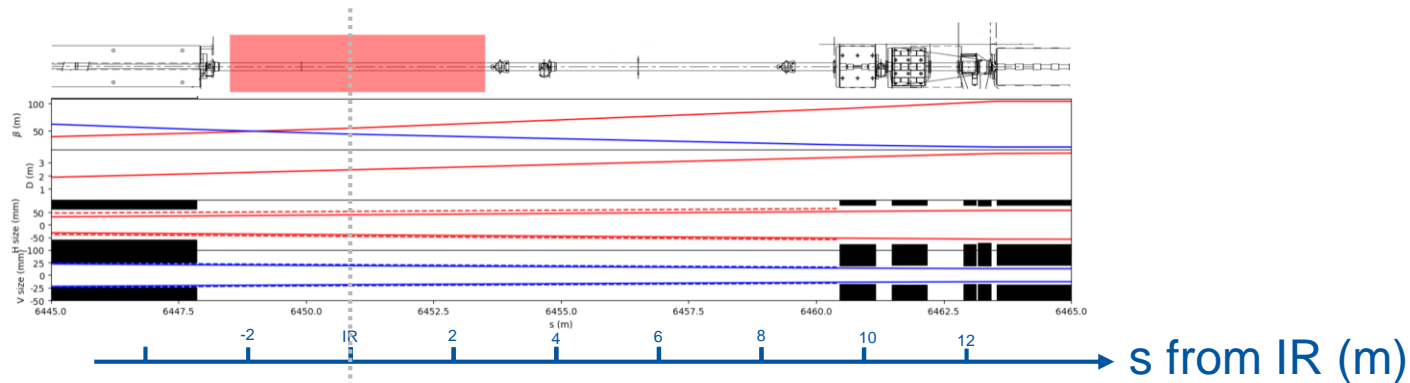 100
50
β (m)
3
2
1
D (m)
50
0
-50
-100
H size (mm)
25
0
-25
-50
V size (mm)
6445.0 6447.5 6450.0 6452.5 6455.0 6457.5 6460.0 6462.5 6465.0
s (m)
-2 IR 2 4 6 8 10 12
s from IR (m)